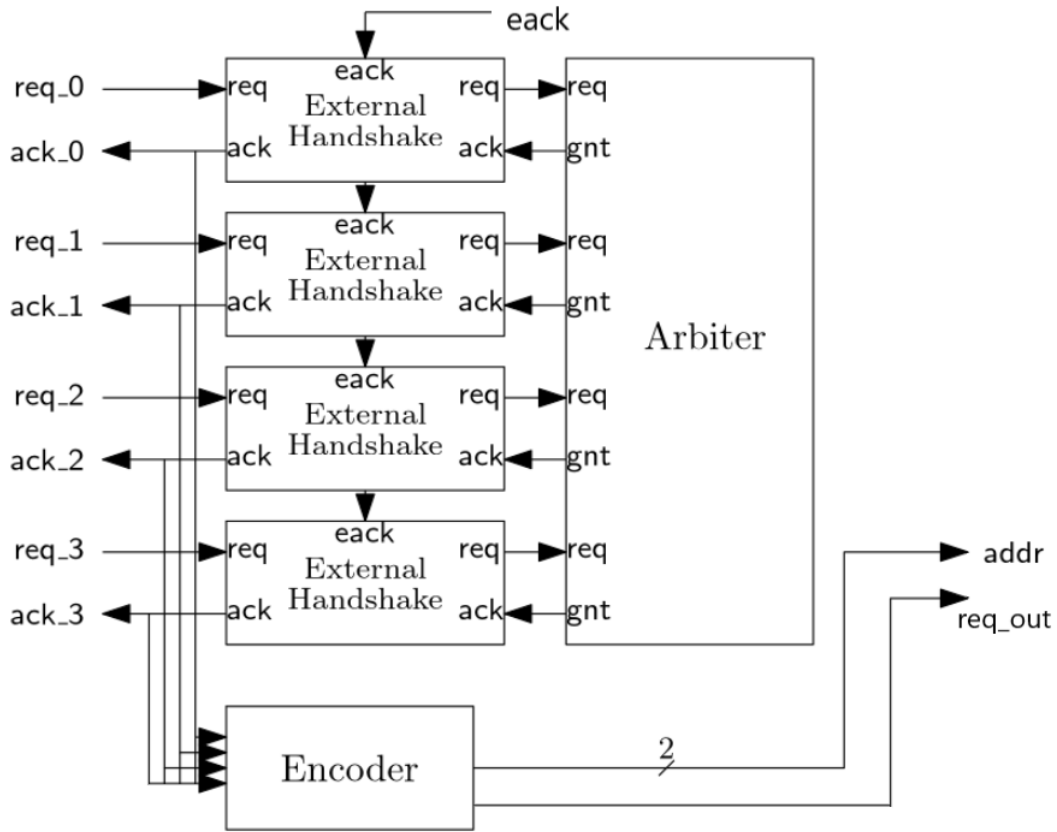 eack
req_0
req
eack
req
req
External
Handshake
ack_0
ack
ack
gnt
req_1
req
eack
req
req
External
Handshake
ack_1
ack
ack
gnt
Arbiter
req_2
req
eack
req
req
External
Handshake
ack_2
ack
ack
gnt
req_3
req
eack
req
req
External
Handshake
ack_3
ack
ack
gnt
addr
req_out
Encoder
2